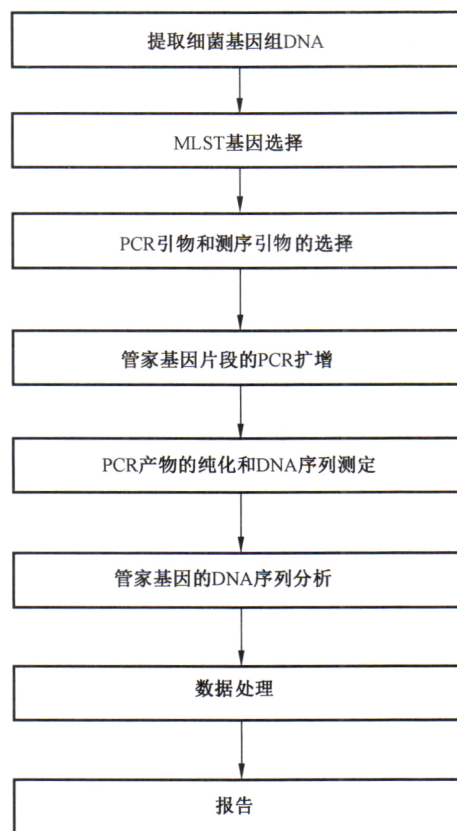 提取细菌基因组DNA
MLST基因选择
PCR引物和测序引物的选择
管家基因片段的PCR扩增
PCR产物的纯化和DNA序列测定
管家基因的DNA序列分析
数据处理
报告